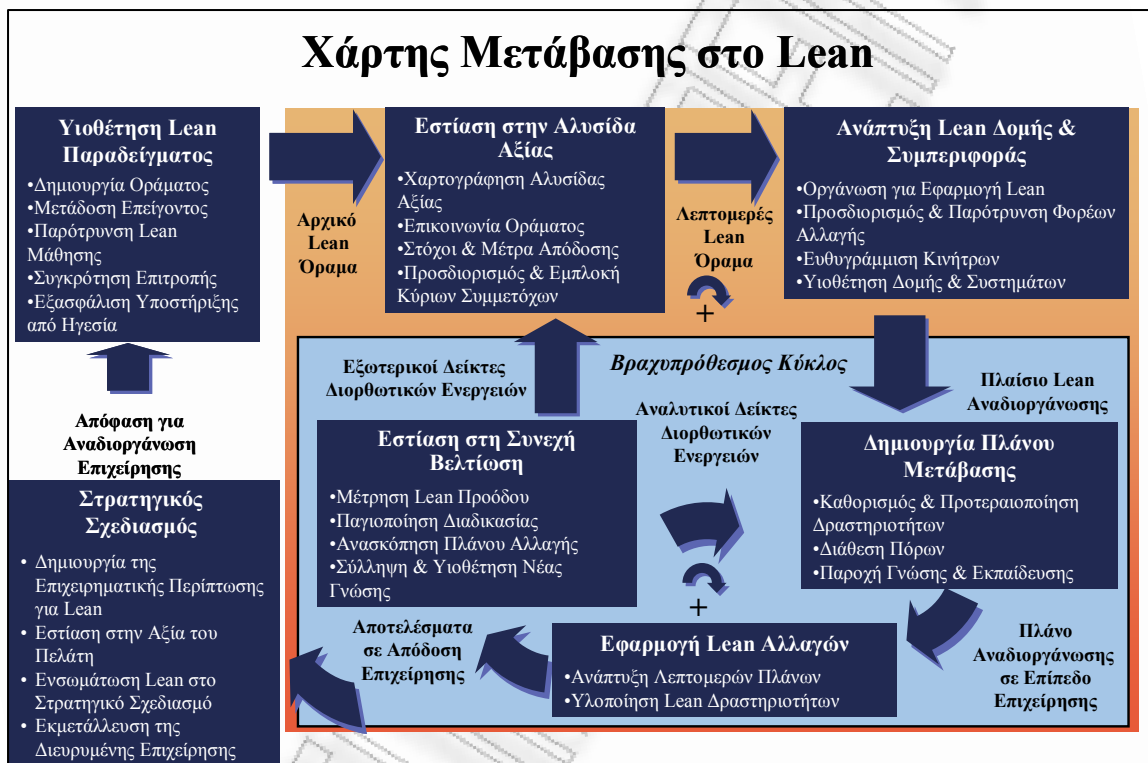 Χάρτης Μετάβασης στο Lean
Υιοθέτηση Lean
Παραδείγματος
•Δημιουργία Οράματος
•Μετάδοση Επείγοντος
•Παρότρυνση Lean
Μάθησης
•Συγκρότηση Επιτροπής
•Εξασφάλιση Υποστήριξης
από Ηγεσία
Αρχικό
Lean
Όραμα
Εστίαση στην Αλυσίδα
Αξίας
•Χαρτογράφηση Αλυσίδας
Αξίας
•Επικοινωνία Οράματος
•Στόχοι & Μέτρα Απόδοσης
•Προσδιορισμός & Εμπλοκή
Κύριων Συμμετόχων
Λεπτομερές
Lean
Όραμα
+
Ανάπτυξη Lean Δομής &
Συμπεριφοράς
•Οργάνωση για Εφαρμογή Lean
•Προσδιορισμός & Παρότρυνση Φορέων
Αλλαγής
•Ευθυγράμμιση Κινήτρων
•Υιοθέτηση Δομής & Συστημάτων
Απόφαση για
Αναδιοργάνωση
Επιχείρησης
Στρατηγικός
Σχεδιασμός
• Δημιουργία της
Επιχειρηματικής Περίπτωσης
για Lean
• Εστίαση στην Αξία του
Πελάτη
• Ενσωμάτωση Lean στο
Στρατηγικό Σχεδιασμό
• Εκμετάλλευση της
Διευρυμένης Επιχείρησης
Εξωτερικοί Δείκτες
Διορθωτικών Ενεργειών
Βραχυπρόθεσμος Κύκλος
Αναλυτικοί Δείκτες
Διορθωτικών
Ενεργειών
Πλαίσιο Lean
Αναδιοργάνωσης
Εστίαση στη Συνεχή
Βελτίωση
•Μέτρηση Lean Προόδου
•Παγιοποίηση Διαδικασίας
•Ανασκόπηση Πλάνου Αλλαγής
•Σύλληψη & Υιοθέτηση Νέας
Γνώσης
+
Δημιουργία Πλάνου
Μετάβασης
•Καθορισμός & Προτεραιοποίηση
Δραστηριοτήτων
•Διάθεση Πόρων
•Παροχή Γνώσης & Εκπαίδευσης
Αποτελέσματα
σε Απόδοση
Επιχείρησης
Εφαρμογή Lean Αλλαγών
•Ανάπτυξη Λεπτομερών Πλάνων
•Υλοποίηση Lean Δραστηριοτήτων
Πλάνο
Αναδιοργάνωσης
σε Επίπεδο
Επιχείρησης